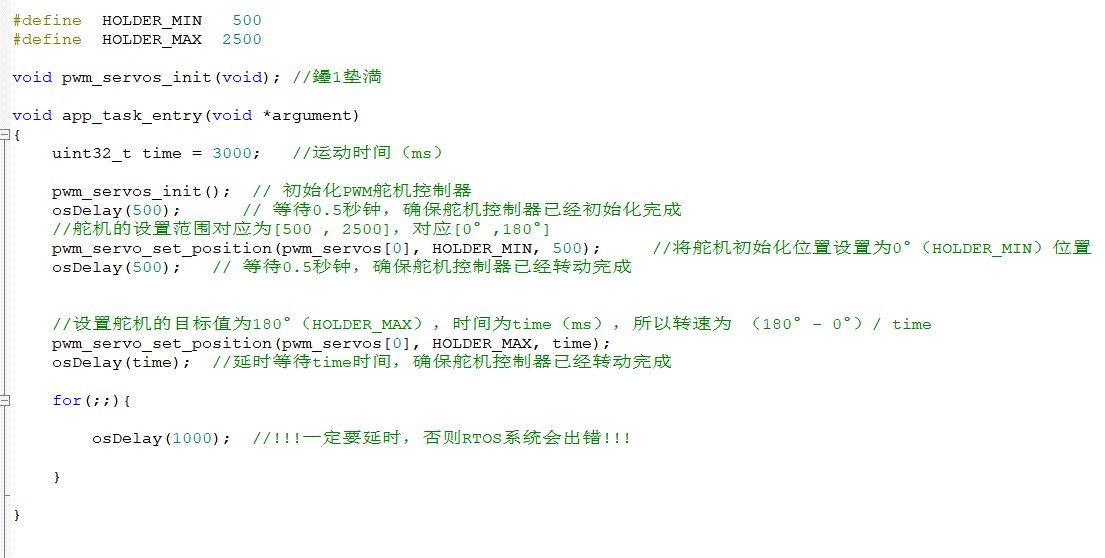 #define  HOLDER_MIN   500
#define  HOLDER_MAX  2500
void pwm_servos_init(void); //鑸1垫満
void app_task_entry(void *argument)
{
    uint32_t time = 3000;   //运动时间（ms）
    pwm_servos_init();  // 初始化PWM舵机控制器
    osDelay(500);      // 等待0.5秒钟，确保舵机控制器已经初始化完成
    //舵机的设置范围对应为[500 , 2500]，对应[0°,180°]
    pwm_servo_set_position(pwm_servos[0], HOLDER_MIN, 500);     //将舵机初始化位置设置为0°（HOLDER_MIN）位置
    osDelay(500);   // 等待0.5秒钟，确保舵机控制器已经转动完成
    //设置舵机的目标值为180°（HOLDER_MAX），时间为time（ms），所以转速为 （180°- 0°）/ time
    pwm_servo_set_position(pwm_servos[0], HOLDER_MAX, time);
    osDelay(time);  //延时等待time时间，确保舵机控制器已经转动完成
    for(;;){
        osDelay(1000);  //!!!一定要延时，否则RTOS系统会出错!!!
    }
}